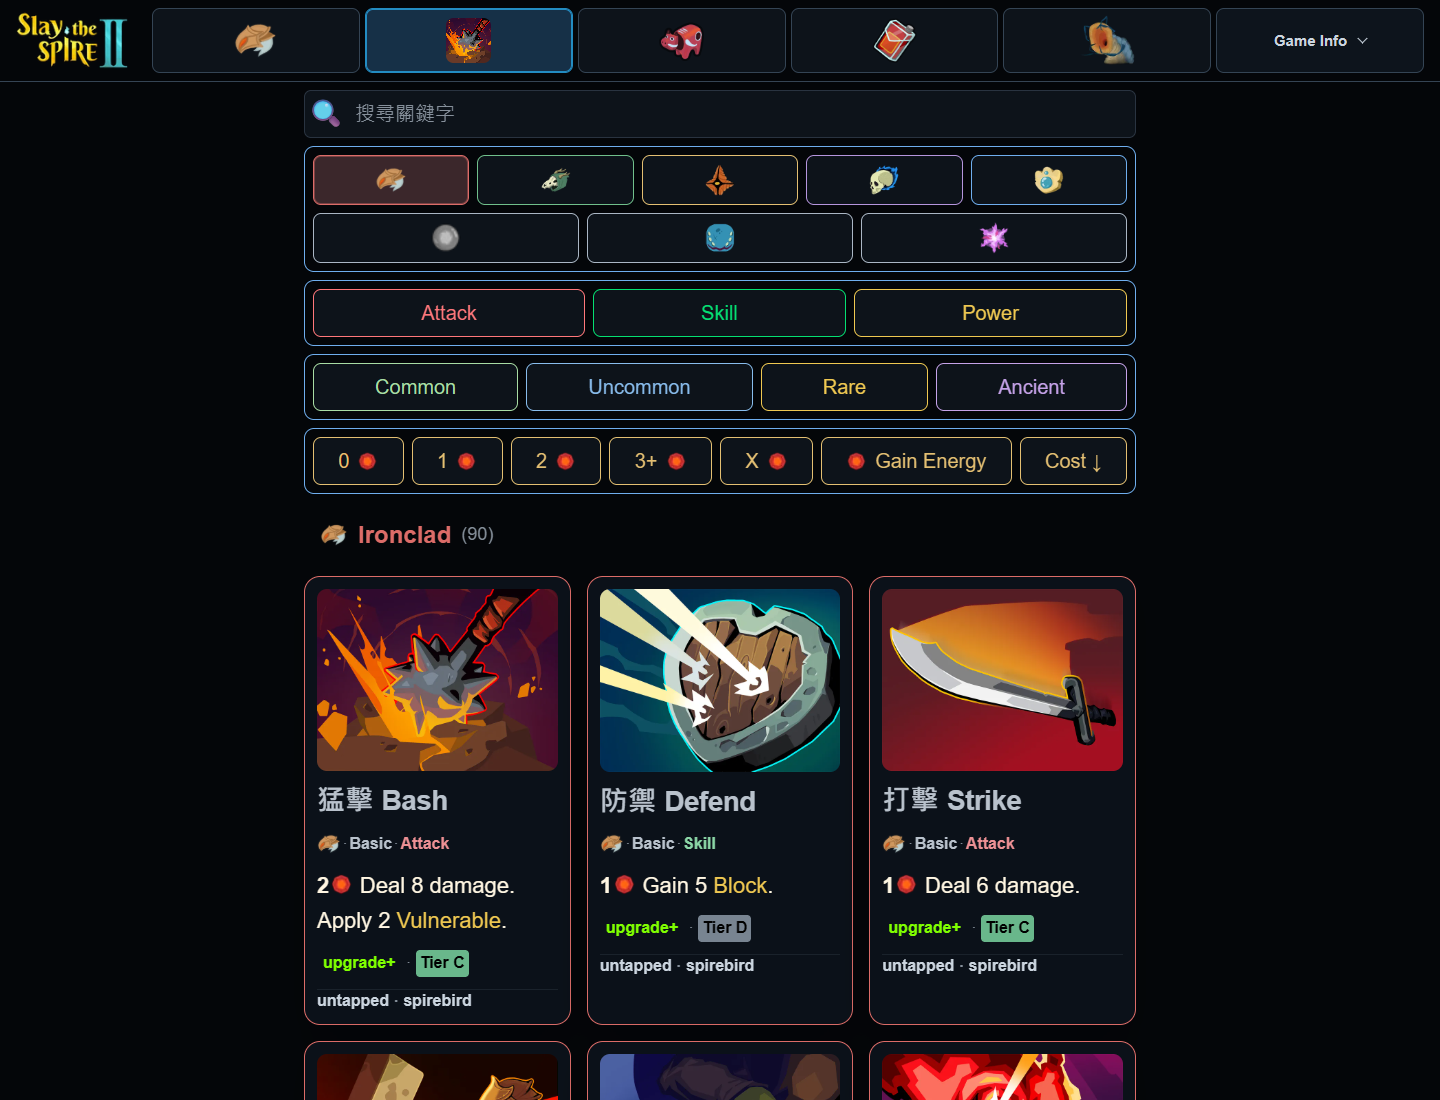 Slay the
SPIRE II
Game Info
搜尋關鍵字
Attack
Skill
Power
Common
Uncommon
Rare
Ancient
0
1
2
3+
X
Gain Energy
Cost ↓
Ironclad (90)
猛擊 Bash
· Basic · Attack
2 Deal 8 damage.
Apply 2 Vulnerable.
upgrade+ · Tier C
untapped · spirebird
防禦 Defend
· Basic · Skill
1 Gain 5 Block.
upgrade+ · Tier D
untapped · spirebird
打擊 Strike
· Basic · Attack
1 Deal 6 damage.
upgrade+ · Tier C
untapped · spirebird